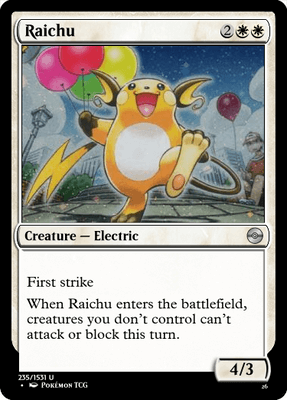 Raichu 2
Creature — Electric
First strike
When Raichu enters the battlefield,
creatures you don't control can't
attack or block this turn.
4/3
235/1531 U
• Pokémon TCG
z6